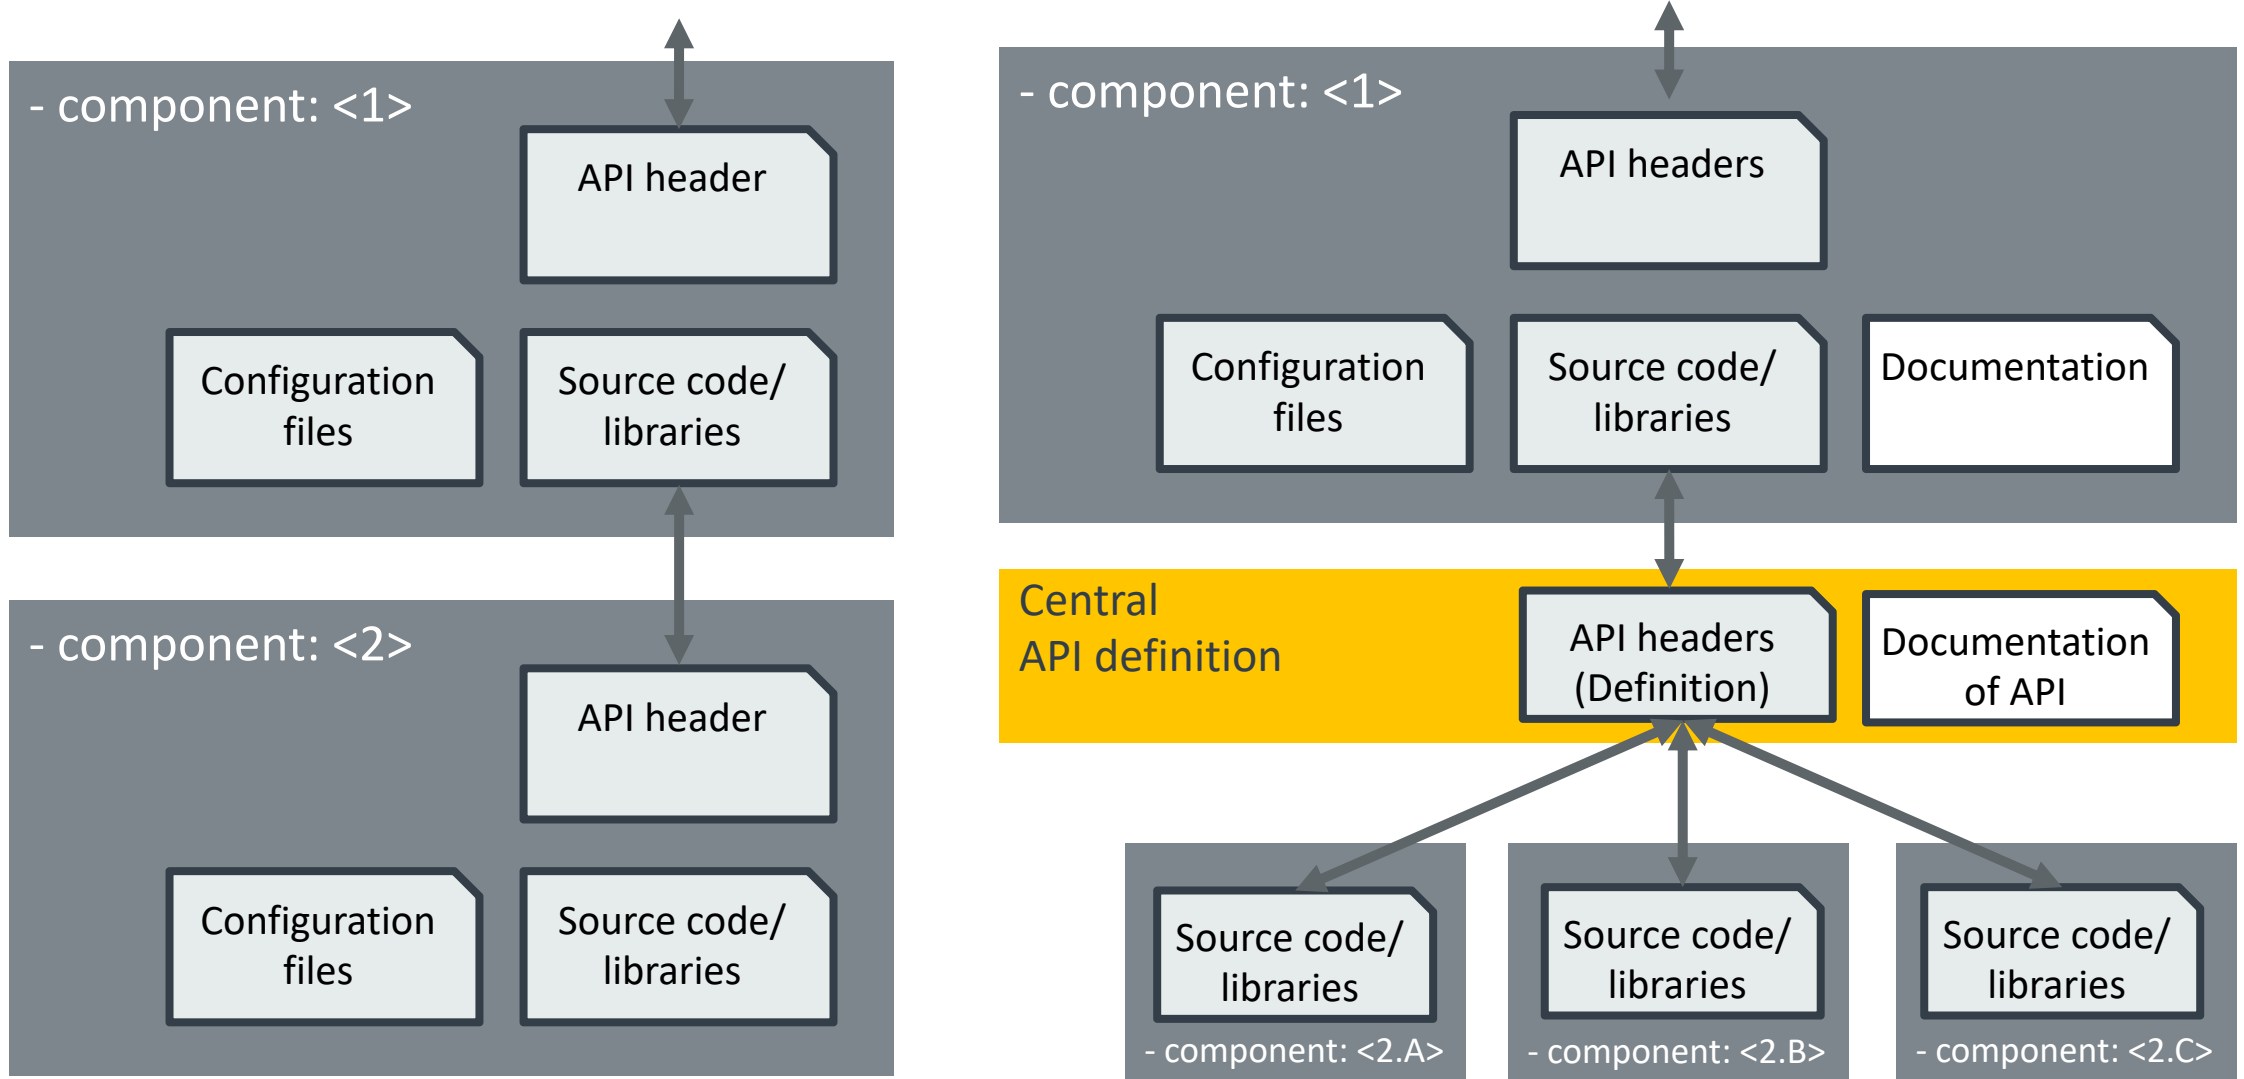 - component: <1>
API header
Configuration
files
Source code/
libraries
- component: <2>
API header
Configuration
files
Source code/
libraries
- component: <1>
API headers
Configuration
files
Source code/
libraries
Documentation
Central
API definition
API headers
(Definition)
Documentation
of API
Source code/
libraries
- component: <2.A>
Source code/
libraries
- component: <2.B>
Source code/
libraries
- component: <2.C>